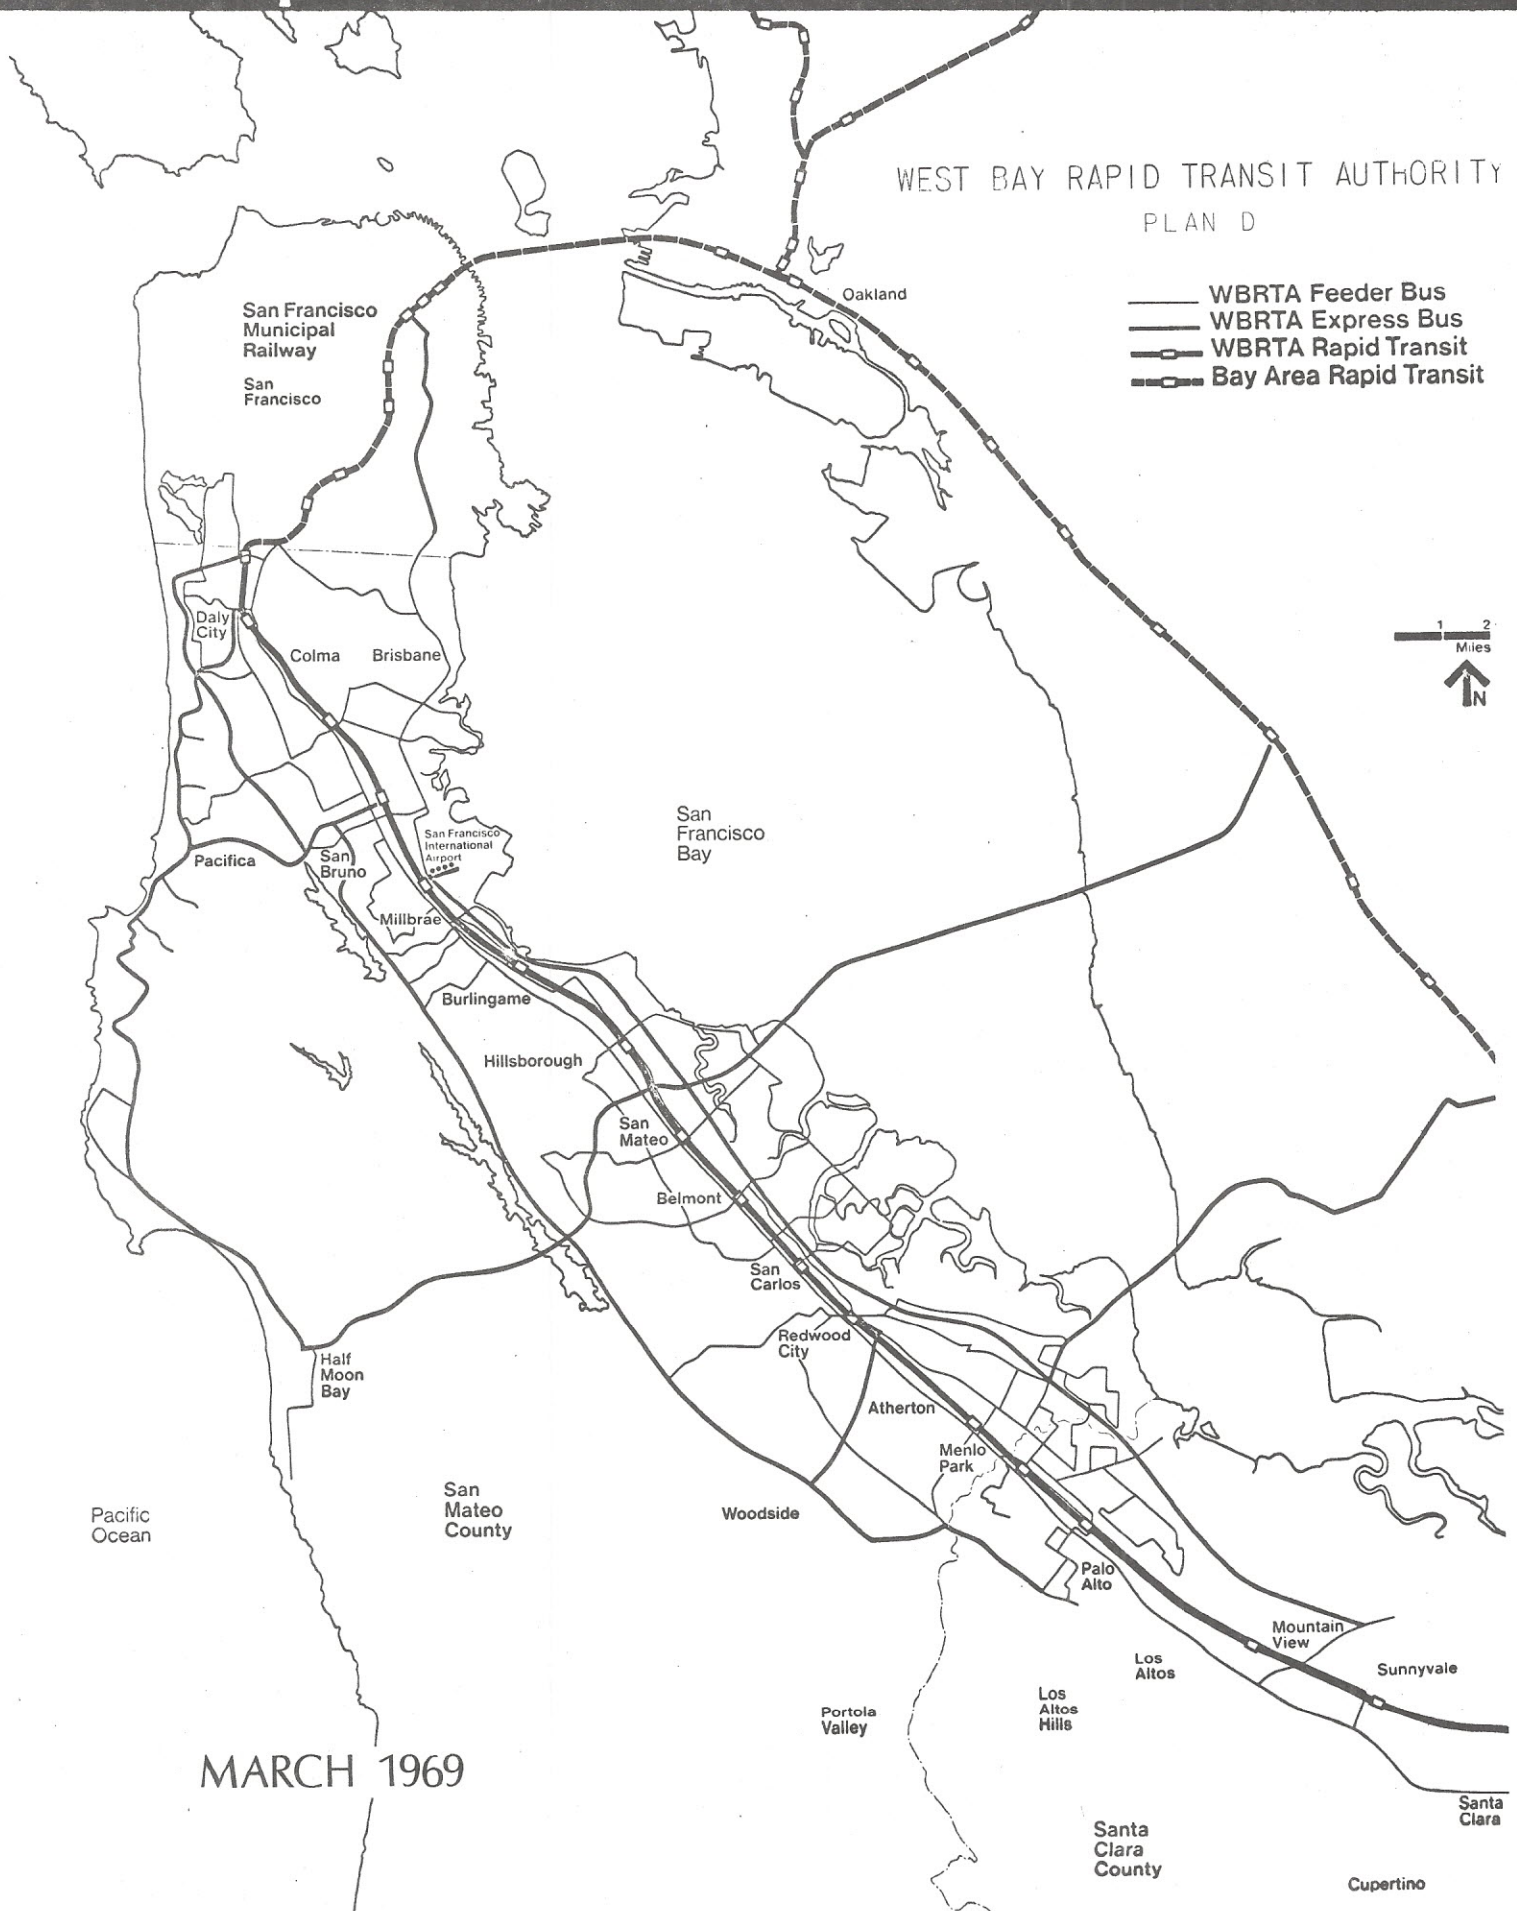 WEST BAY RAPID TRANSIT AUTHORITY
PLAN D
WBRTA Feeder Bus
WBRTA Express Bus
WBRTA Rapid Transit
Bay Area Rapid Transit
Oakland
San Francisco
Municipal
Railway
San
Francisco
1 2
Miles
N
Daly
City
Colma
Brisbane
San
Francisco
Bay
San Francisco
International
Airport
Pacifica
San
Bruno
Millbrae
Burlingame
Hillsborough
San
Mateo
Belmont
San
Carlos
Redwood
City
Half
Moon
Bay
Atherton
Menlo
Park
Pacific
Ocean
San
Mateo
County
Woodside
Palo
Alto
Mountain
View
Los
Altos
Sunnyvale
Los
Altos
Hills
Portola
Valley
MARCH 1969
Santa
Clara
Santa
Clara
County
Cupertino